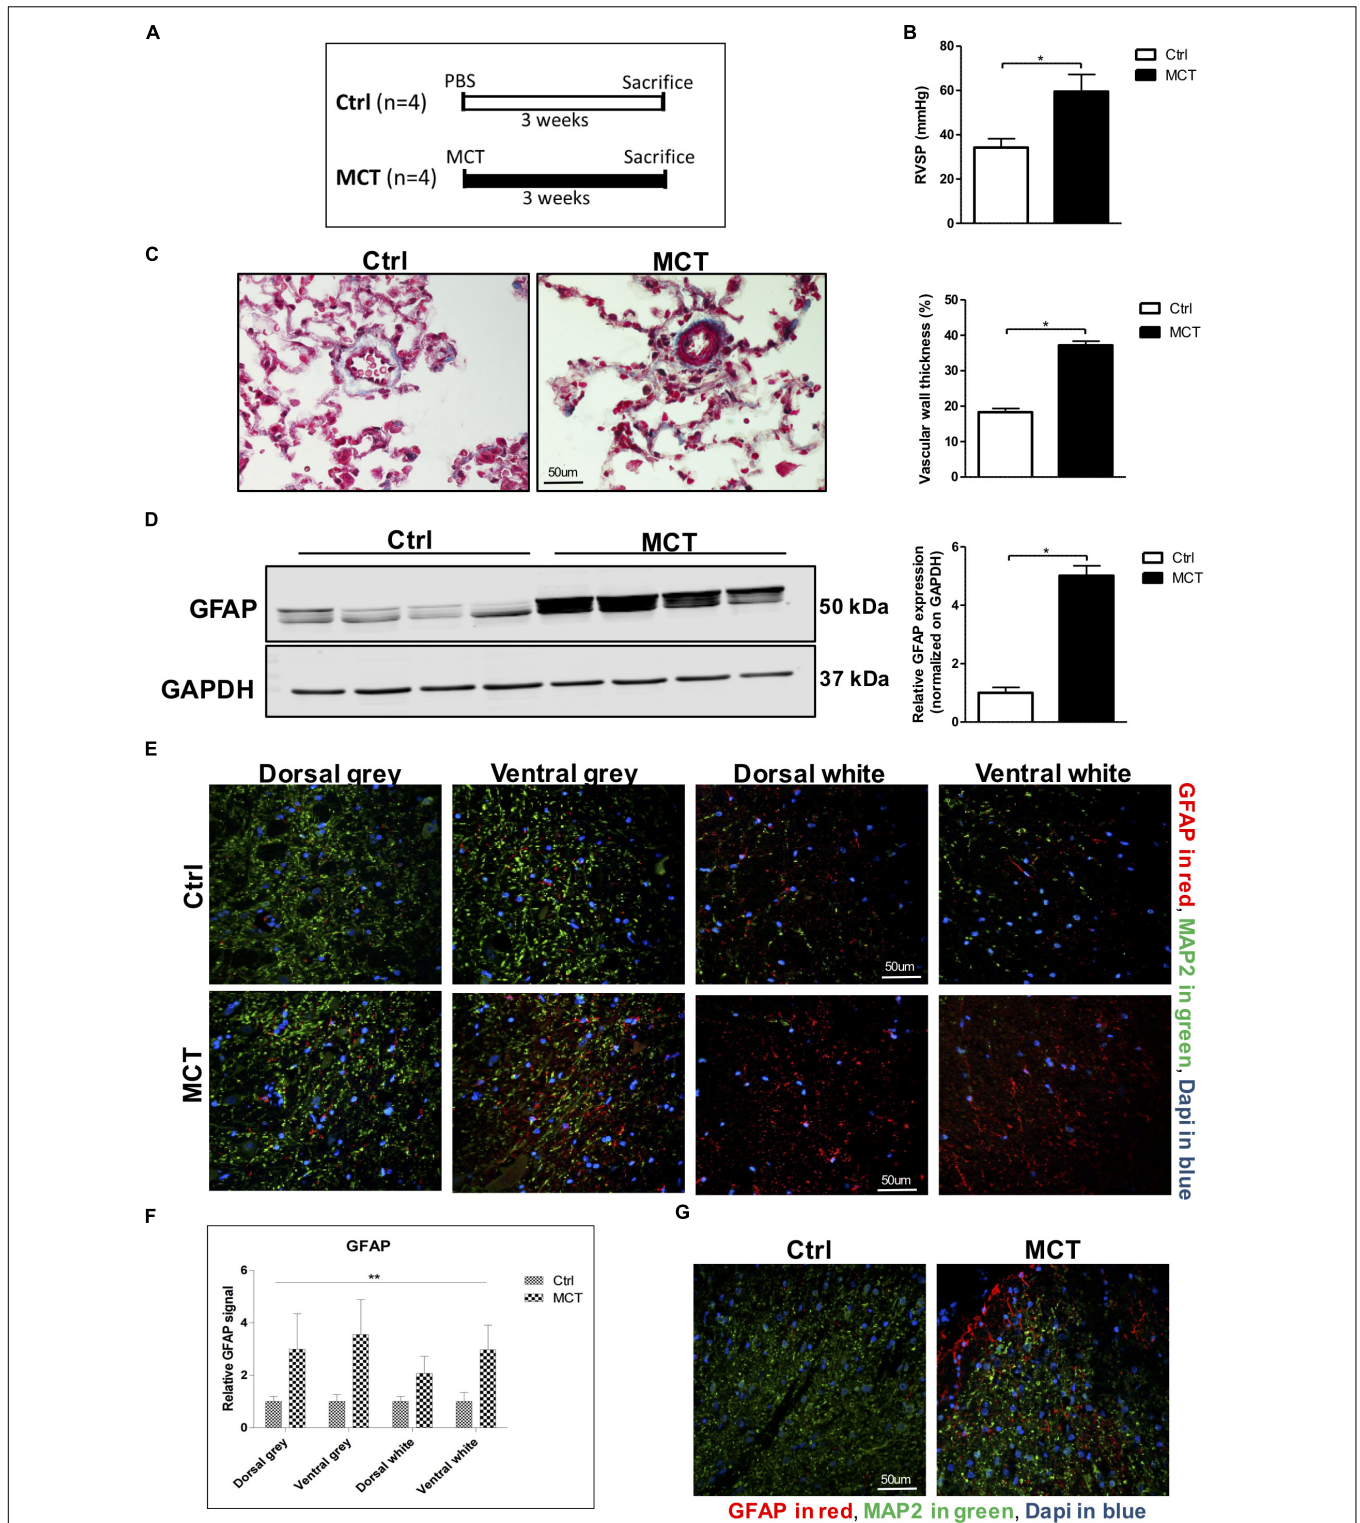 A
PBS Sacrifice
Ctrl (n=4)
3 weeks
MCT Sacrifice
MCT (n=4)
3 weeks
B
80
60
40
20
0
RVSP (mmHg)
*
Ctrl
MCT
C
Ctrl MCT
50um
50
40
30
20
10
0
Vascular wall thickness (%)
*
Ctrl
MCT
D
Ctrl MCT
GFAP 50 kDa
GAPDH 37 kDa
6
4
2
0
Relative GFAP expression
(normalized on GAPDH)
*
Ctrl
MCT
E
Dorsal grey Ventral grey Dorsal white Ventral white
Ctrl
50um
MCT
50um
GFAP in red, MAP2 in green, Dapi in blue
F
GFAP
6
4
2
0
Relative GFAP signal
**
Ctrl
MCT
Dorsal grey
Ventral grey
Dorsal white
Ventral white
G
Ctrl MCT
50um
GFAP in red, MAP2 in green, Dapi in blue